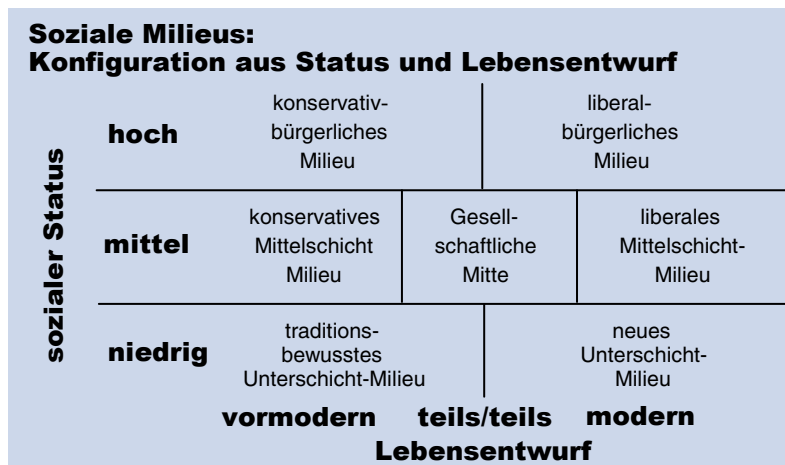 Soziale Milieus:
Konfiguration aus Status und Lebensentwurf
sozialer Status
hoch
konservativ-
bürgerliches
Milieu
liberal-
bürgerliches
Milieu
mittel
konservatives
Mittelschicht
Milieu
Gesell-
schaftliche
Mitte
liberales
Mittelschicht-
Milieu
niedrig
traditions-
bewusstes
Unterschicht-Milieu
neues
Unterschicht-
Milieu
vormodern teils/teils modern
Lebensentwurf